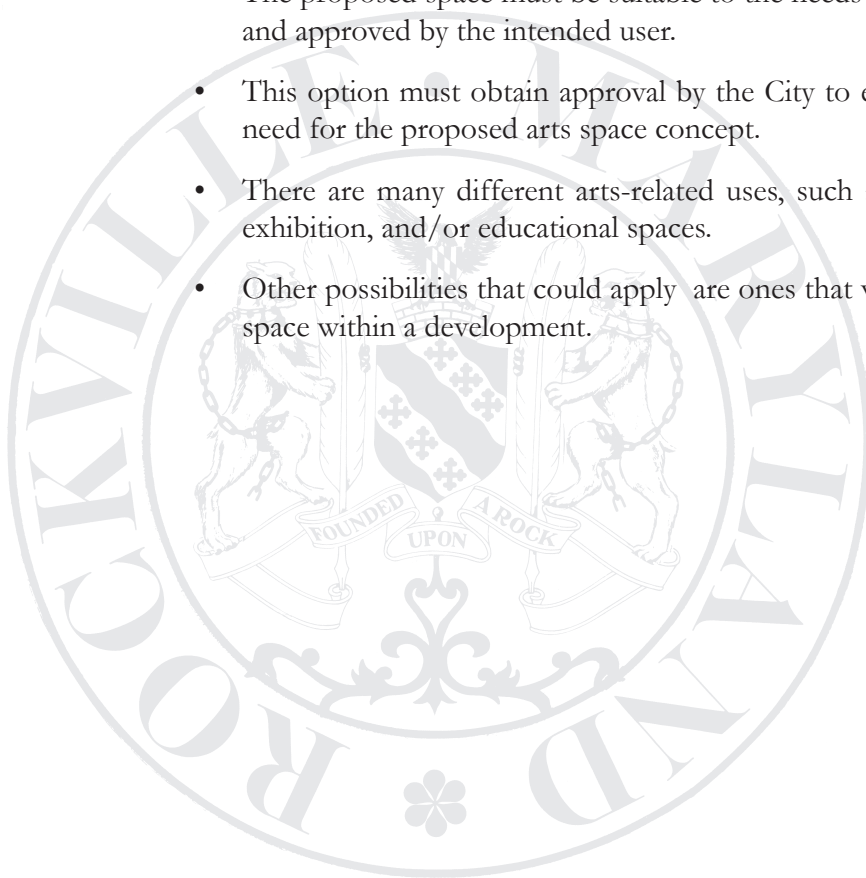 The proposed space must be suitable to the needs
and approved by the intended user.
• This option must obtain approval by the City to e
need for the proposed arts space concept.
• There are many different arts-related uses, such
exhibition, and/or educational spaces.
• Other possibilities that could apply are ones that
space within a development.
ROCKVILLE • MARYLAND
FOUNDED UPON A ROCK